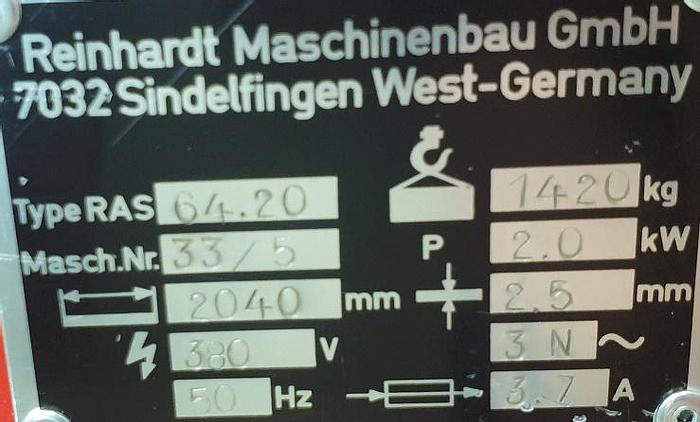 Reinhardt Maschinenbau GmbH
7032 Sindelfingen West-Germany
Type RAS 64.20 1420 kg
Masch.Nr. 33/5 P 2.0 kW
2040 mm 2.5 mm
380 V 3 N ~
50 Hz 3.7 A